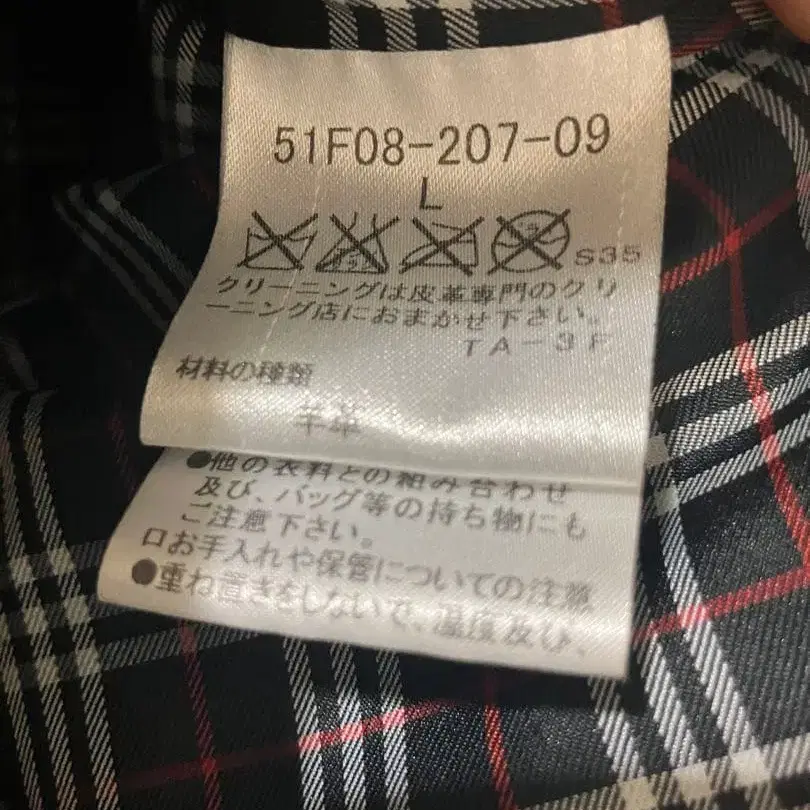 51F08-207-09
L
S35
クリーニングは皮革専門のクリ
ーニング店におまかせ下さい。
TA-3F
材料の種類
羊革
●他の衣料との組み合わせ
及び、バッグ等の持ち物にも
ご注意下さい。
口お手入れや保管についての注意
●重ね置きをしないで、温度及び、